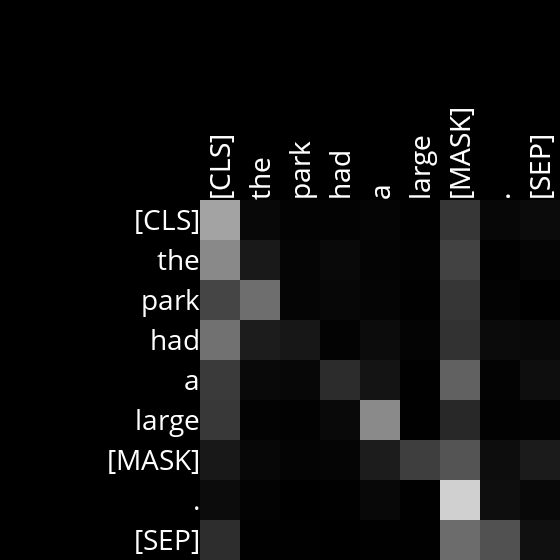 [CLS]
the
park
had
a
large
[MASK]
.
[SEP]
[CLS]
the
park
had
a
large
[MASK]
.
[SEP]